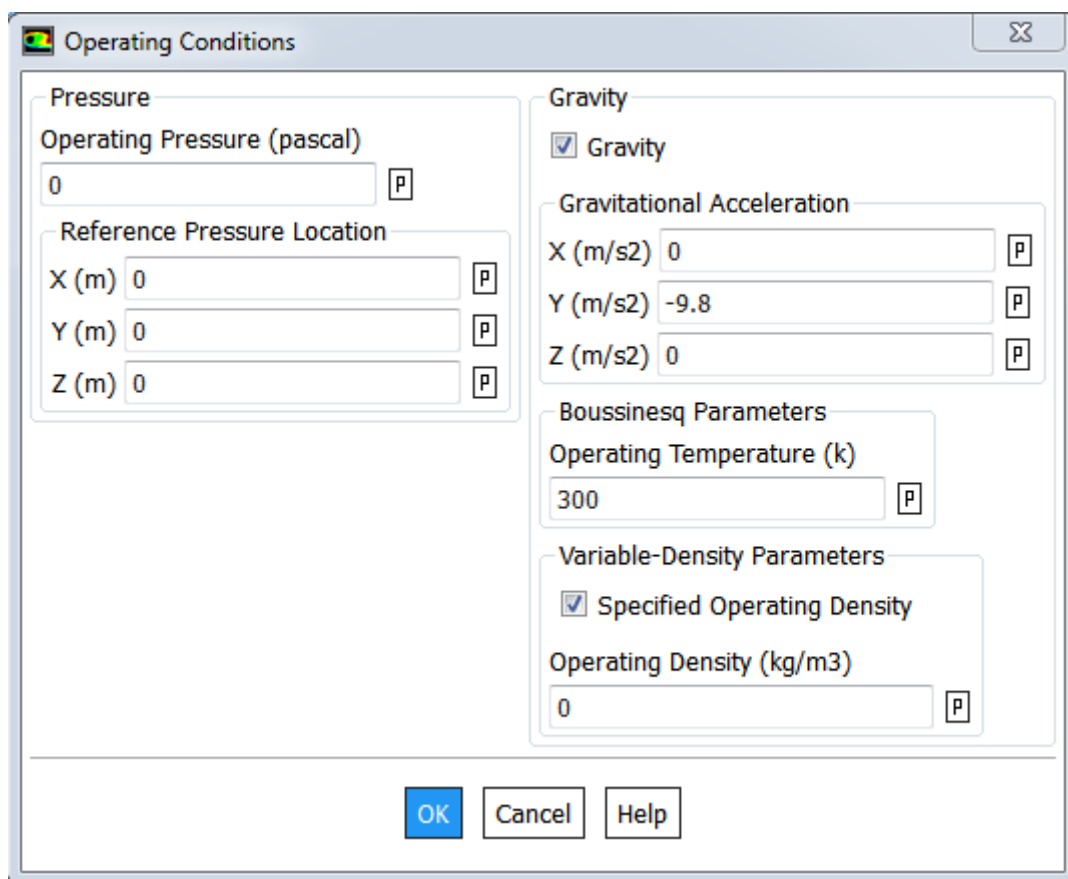 Operating Conditions
Pressure
Operating Pressure (pascal)
0 P
Reference Pressure Location
X (m) 0 P
Y (m) 0 P
Z (m) 0 P
Gravity
Gravity
Gravitational Acceleration
X (m/s2) 0 P
Y (m/s2) -9.8 P
Z (m/s2) 0 P
Boussinesq Parameters
Operating Temperature (k)
300 P
Variable-Density Parameters
Specified Operating Density
Operating Density (kg/m3)
0 P
OK Cancel Help